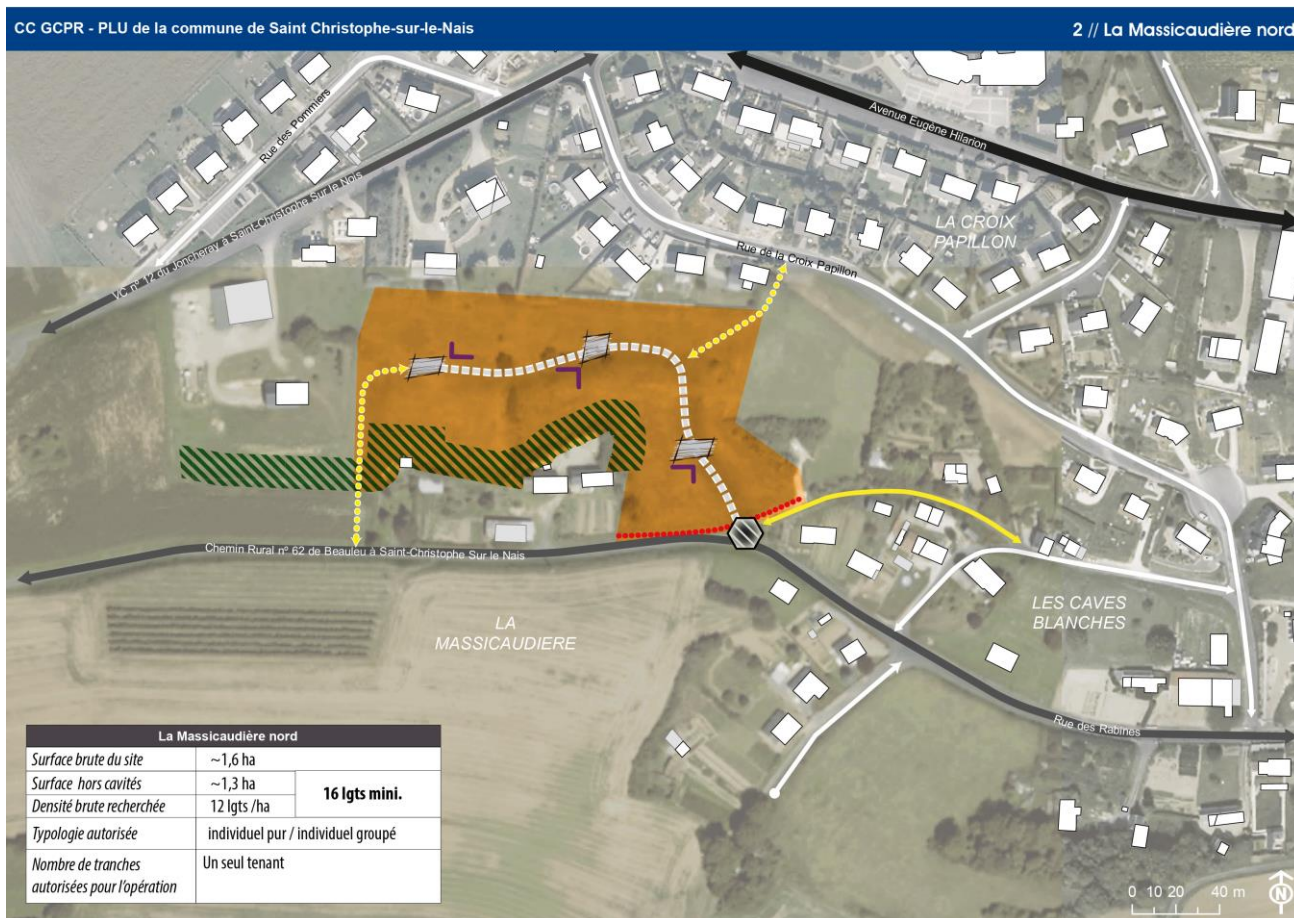 CC GCPR - PLU de la commune de Saint Christophe-sur-le-Nais
2 // La Massicaudière nord
Rue des Pommiers
Avenue Eugène Hilarion
VC n° 12 du Joncheray à Saint-Christophe Sur le Nois
LA CROIX
PAPILLON
Rue de la Croix Papillon
Chemin Rural n° 62 de Beauleu à Saint-Christophe Sur le Nais
LA
MASSICAUDIERE
LES CAVES
BLANCHES
Rue des Rabines
La Massicaudière nord
Surface brute du site ~1,6 ha
Surface hors cavités ~1,3 ha
16 lgts mini.
Densité brute recherchée 12 lgts /ha
Typologie autorisée individuel pur / individuel groupé
Nombre de tranches Un seul tenant
autorisées pour l'opération
0 10 20 40 m
N